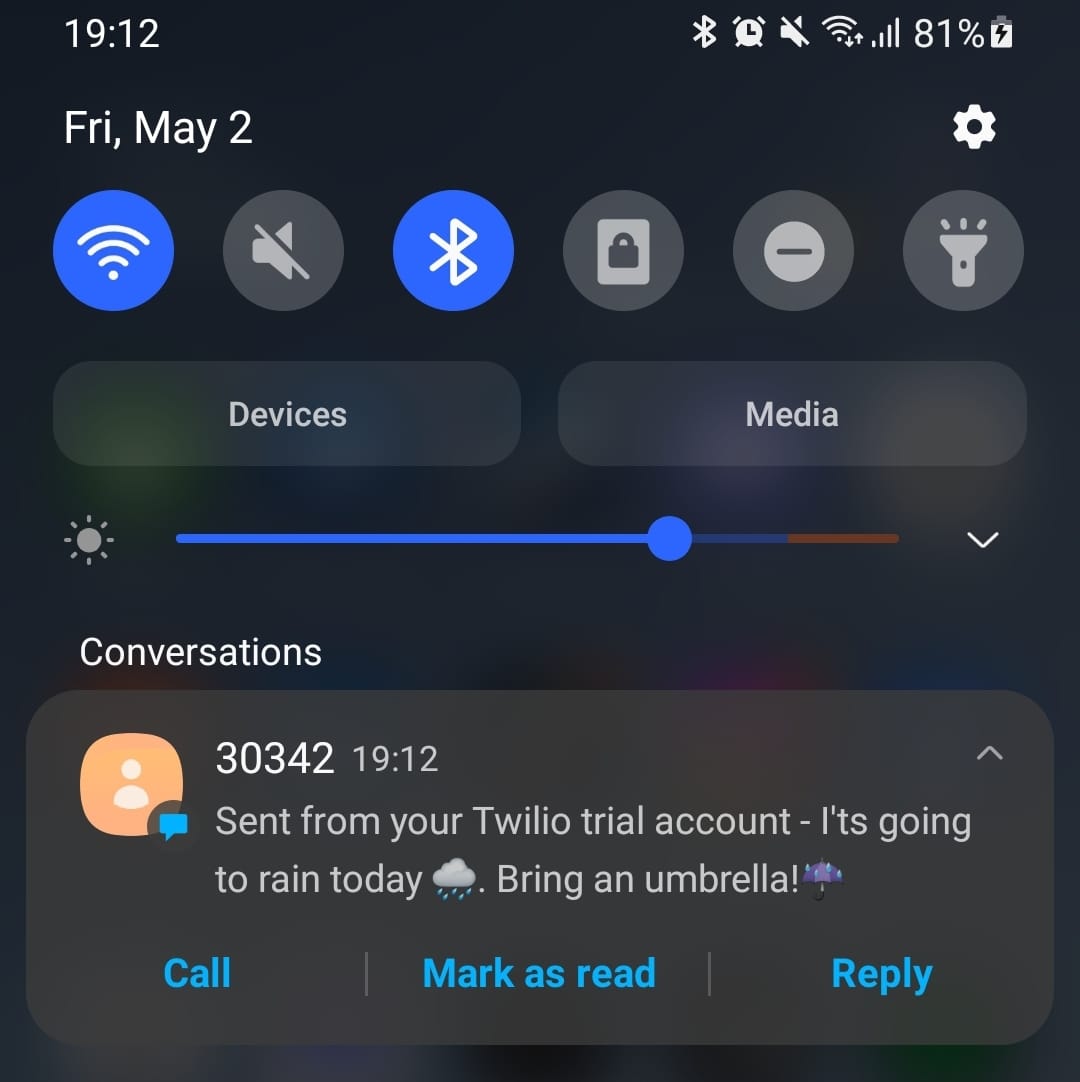 19:12 81%
Fri, May 2
Devices Media
Conversations
30342 19:12
Sent from your Twilio trial account - I'ts going
to rain today 🌧️. Bring an umbrella!☔
Call Mark as read Reply